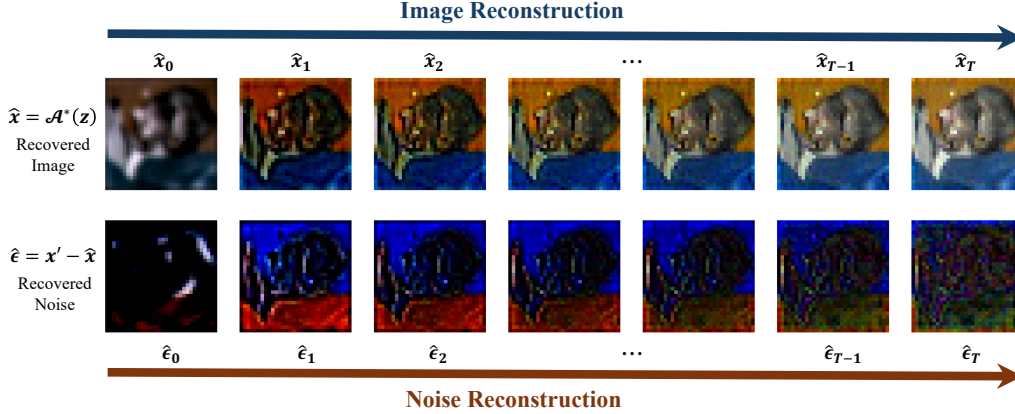 Image Reconstruction
x̂₀ x̂₁ x̂₂ ... x̂_{T−1} x̂_T
x̂ = 𝒜*(z)
Recovered
Image
ϵ̂ = x′ − x̂
Recovered
Noise
ϵ̂₀ ϵ̂₁ ϵ̂₂ ... ϵ̂_{T−1} ϵ̂_T
Noise Reconstruction